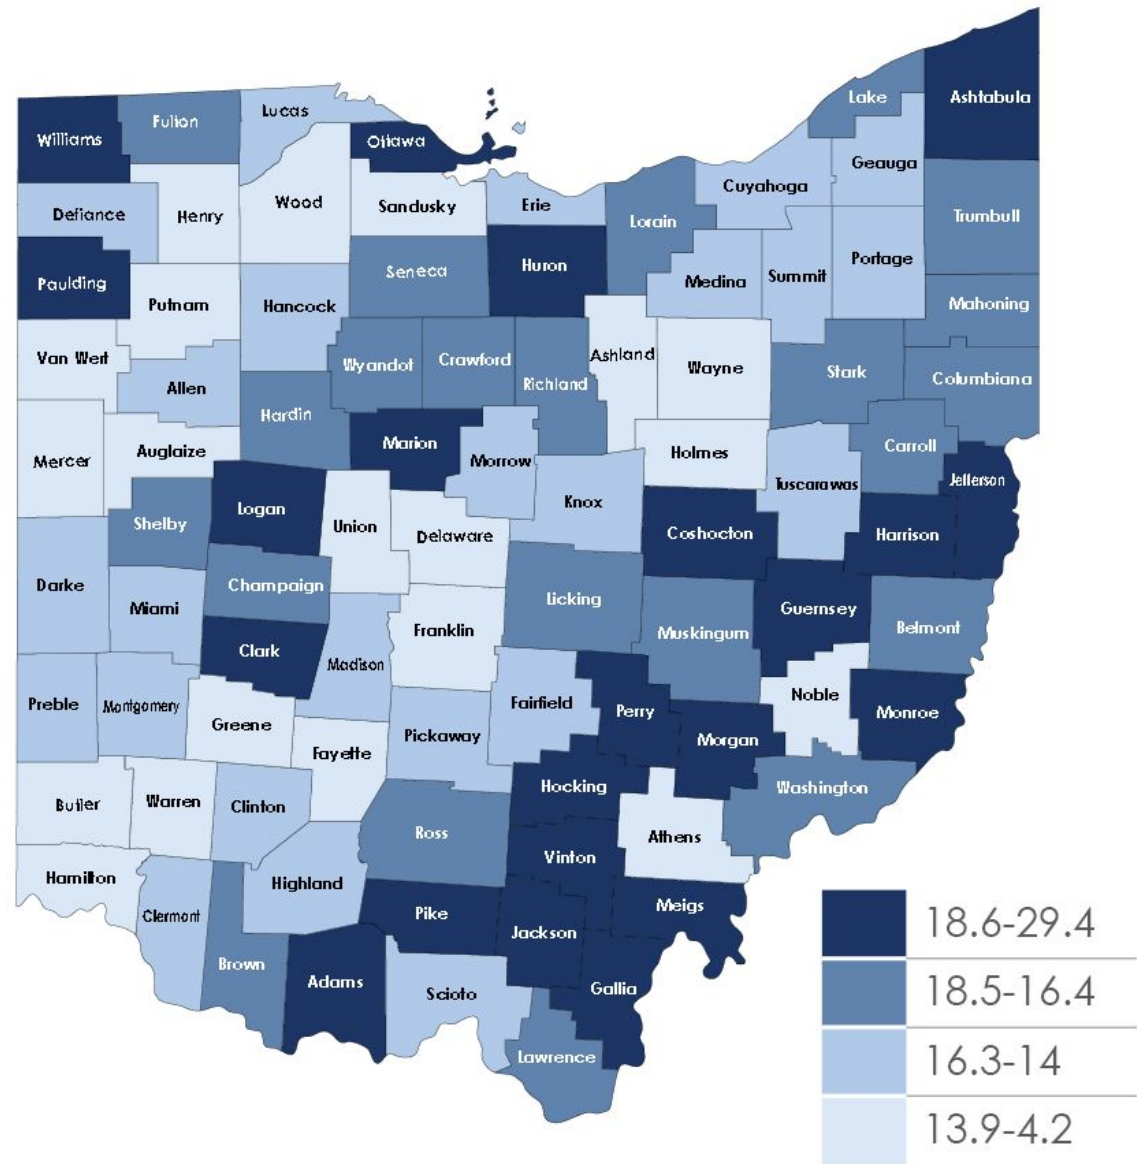 Lake
Ashtabula
Lucas
Fulton
Williams
Ottawa
Geauga
Cuyahoga
Wood
Sandusky
Erie
Defiance
Henry
Lorain
Trumbull
Seneca
Huron
Medina
Summit
Portage
Paulding
Putnam
Hancock
Mahoning
Van Wert
Allen
Wyandot
Crawford
Richland
Ashland
Wayne
Stark
Columbiana
Hardin
Mercer
Auglaize
Marion
Morrow
Holmes
Carroll
Tuscarawas
Jefferson
Logan
Knox
Shelby
Union
Delaware
Coshocton
Harrison
Darke
Champaign
Miami
Licking
Guernsey
Franklin
Muskingum
Belmont
Clark
Madison
Preble
Montgomery
Fairfield
Perry
Noble
Monroe
Greene
Pickaway
Morgan
Fayette
Hocking
Washington
Butler
Warren
Clinton
Ross
Athens
Vinton
Hamilton
Highland
Clermont
Pike
Jackson
Meigs
Brown
Adams
Scioto
Gallia
Lawrence
18.6-29.4
18.5-16.4
16.3-14
13.9-4.2